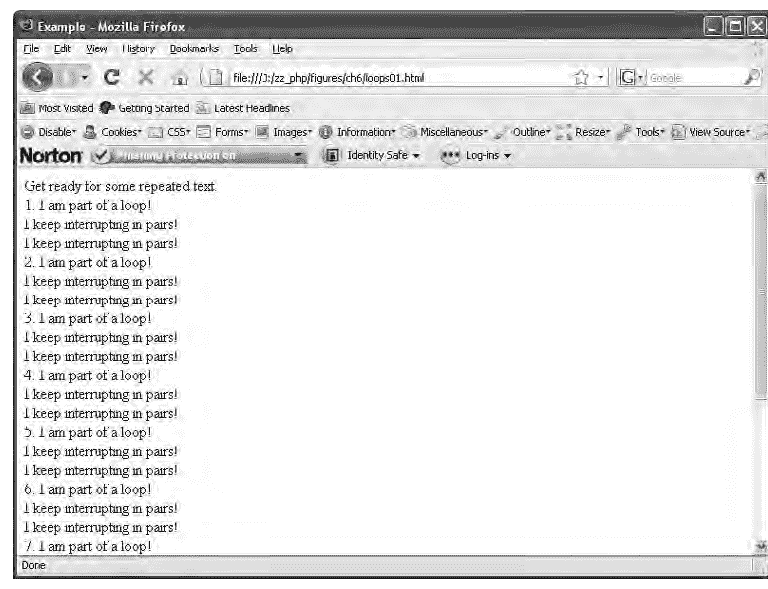 Example - Mozilla Firefox
File Edit View History Bookmarks Tools Help
file:///J:/zz_php/figures/ch6/loops01.html
G Google
Most Visited Getting Started Latest Headlines
Disable Cookies CSS Forms Images Information Miscellaneous Outline Resize Tools View Source
Norton Protection on Identity Safe Log-ins
Get ready for some repeated text.
1. I am part of a loop!
I keep interrupting in pairs!
I keep interrupting in pairs!
2. I am part of a loop!
I keep interrupting in pairs!
I keep interrupting in pairs!
3. I am part of a loop!
I keep interrupting in pairs!
I keep interrupting in pairs!
4. I am part of a loop!
I keep interrupting in pairs!
I keep interrupting in pairs!
5. I am part of a loop!
I keep interrupting in pairs!
I keep interrupting in pairs!
6. I am part of a loop!
I keep interrupting in pairs!
I keep interrupting in pairs!
7. I am part of a loop!
Done